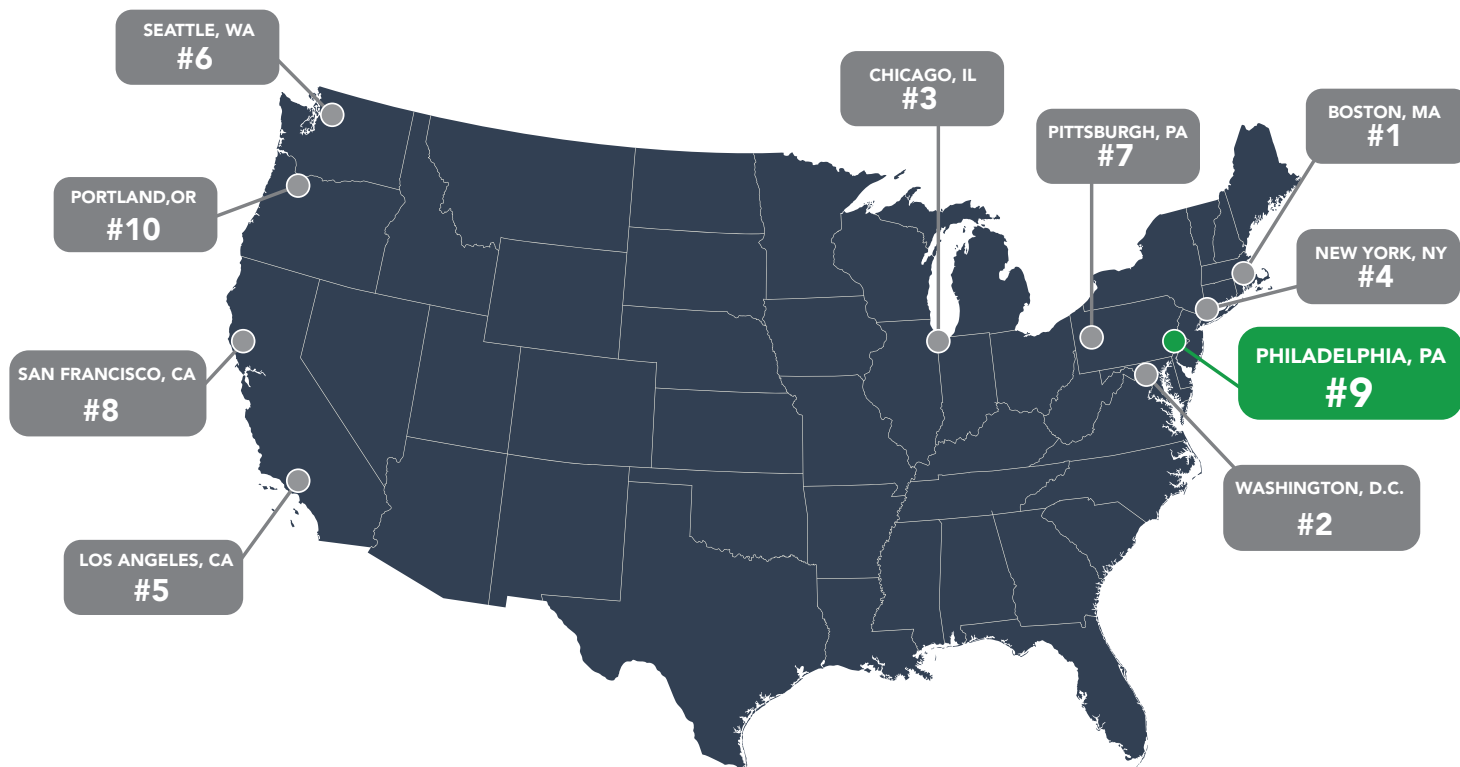 SEATTLE, WA
#6
CHICAGO, IL
#3
BOSTON, MA
#1
PITTSBURGH, PA
#7
PORTLAND,OR
#10
NEW YORK, NY
#4
PHILADELPHIA, PA
#9
SAN FRANCISCO, CA
#8
WASHINGTON, D.C.
#2
LOS ANGELES, CA
#5